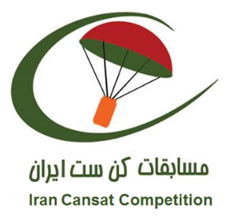 مسابقات کن ست ایران
Iran Cansat Competition